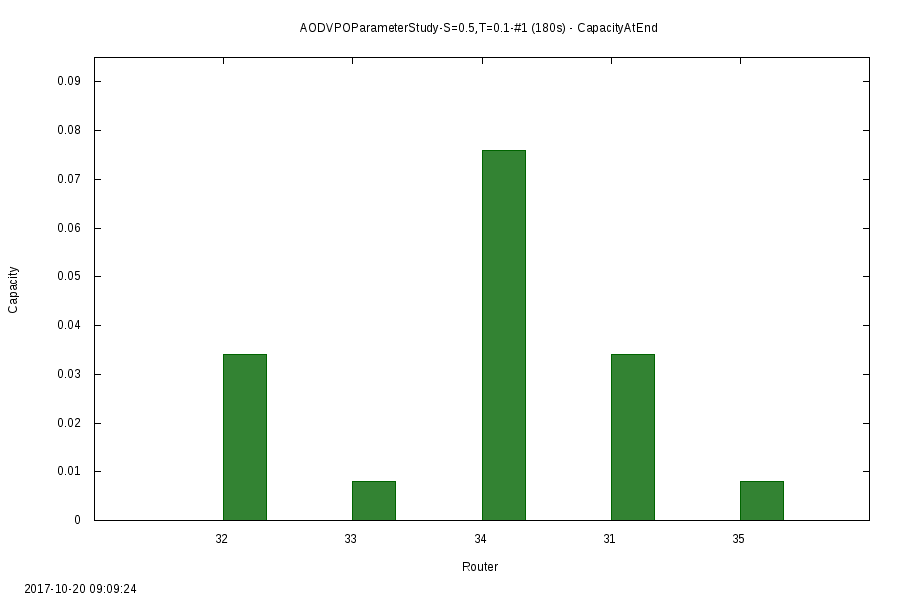 AODVPOParameterStudy-S=0.5,T=0.1-#1 (180s) - CapacityAtEnd
0.09
0.08
0.07
0.06
0.05
0.04
0.03
0.02
0.01
0
Capacity
32 33 34 31 35
Router
2017-10-20 09:09:24